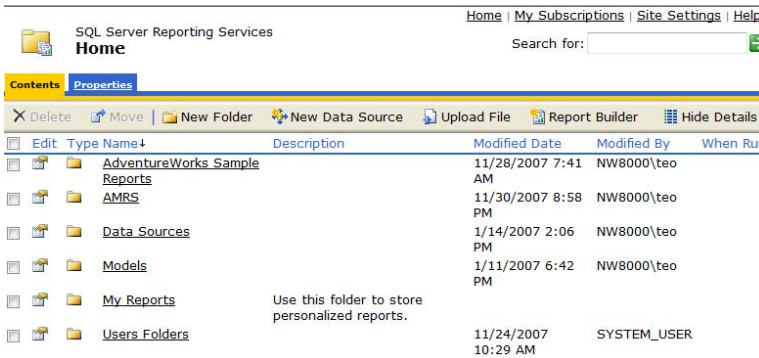 Home | My Subscriptions | Site Settings | Help
SQL Server Reporting Services
Home
Search for:
Contents Properties
Delete Move | New Folder New Data Source Upload File Report Builder Hide Details
Edit Type Name↓ Description Modified Date Modified By When Ru
AdventureWorks Sample 11/28/2007 7:41 NW8000\teo
Reports AM
AMRS 11/30/2007 8:58 NW8000\teo
PM
Data Sources 1/14/2007 2:06 NW8000\teo
PM
Models 1/11/2007 6:42 NW8000\teo
PM
My Reports Use this folder to store
personalized reports.
Users Folders 11/24/2007 SYSTEM_USER
10:29 AM